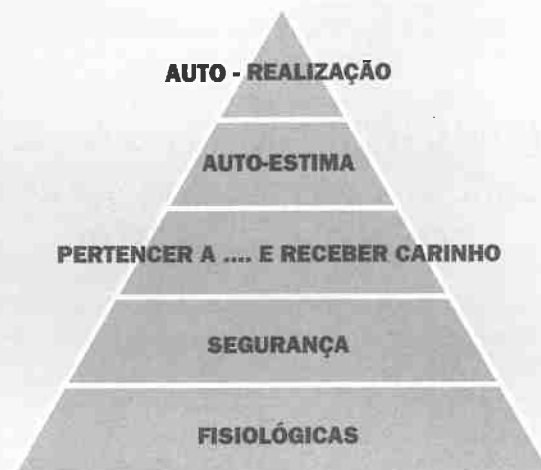 AUTO - REALIZAÇÃO
AUTO-ESTIMA
PERTENCER A .... E RECEBER CARINHO
SEGURANÇA
FISIOLÓGICAS